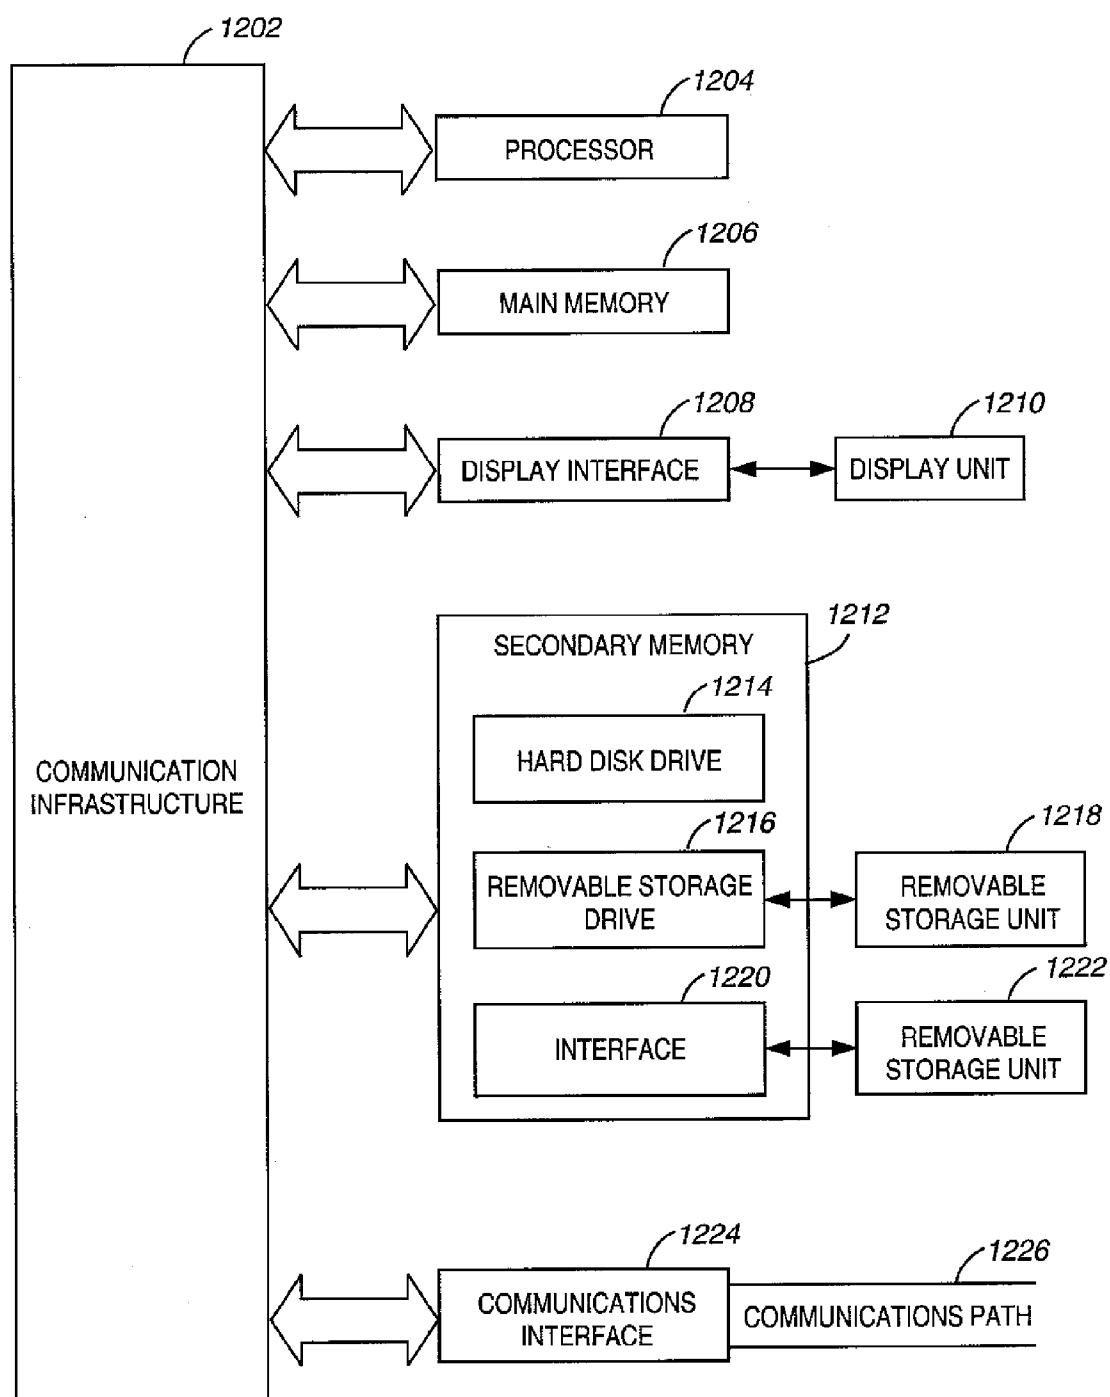 1202
1204
PROCESSOR
1206
MAIN MEMORY
1208
1210
DISPLAY INTERFACE
DISPLAY UNIT
1212
SECONDARY MEMORY
1214
HARD DISK DRIVE
COMMUNICATION
INFRASTRUCTURE
1216
1218
REMOVABLE STORAGE
DRIVE
REMOVABLE
STORAGE UNIT
1220
1222
INTERFACE
REMOVABLE
STORAGE UNIT
1224
1226
COMMUNICATIONS
INTERFACE
COMMUNICATIONS PATH